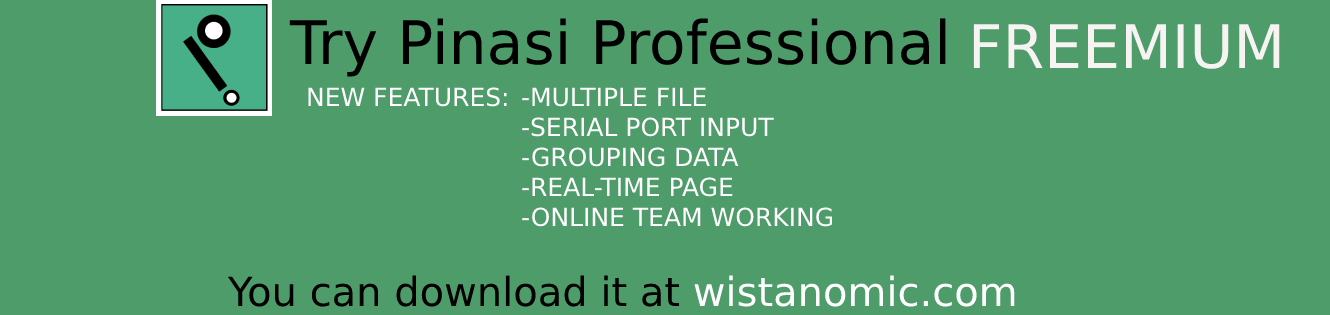 Try Pinasi Professional FREEMIUM
NEW FEATURES: -MULTIPLE FILE
-SERIAL PORT INPUT
-GROUPING DATA
-REAL-TIME PAGE
-ONLINE TEAM WORKING
You can download it at wistanomic.com